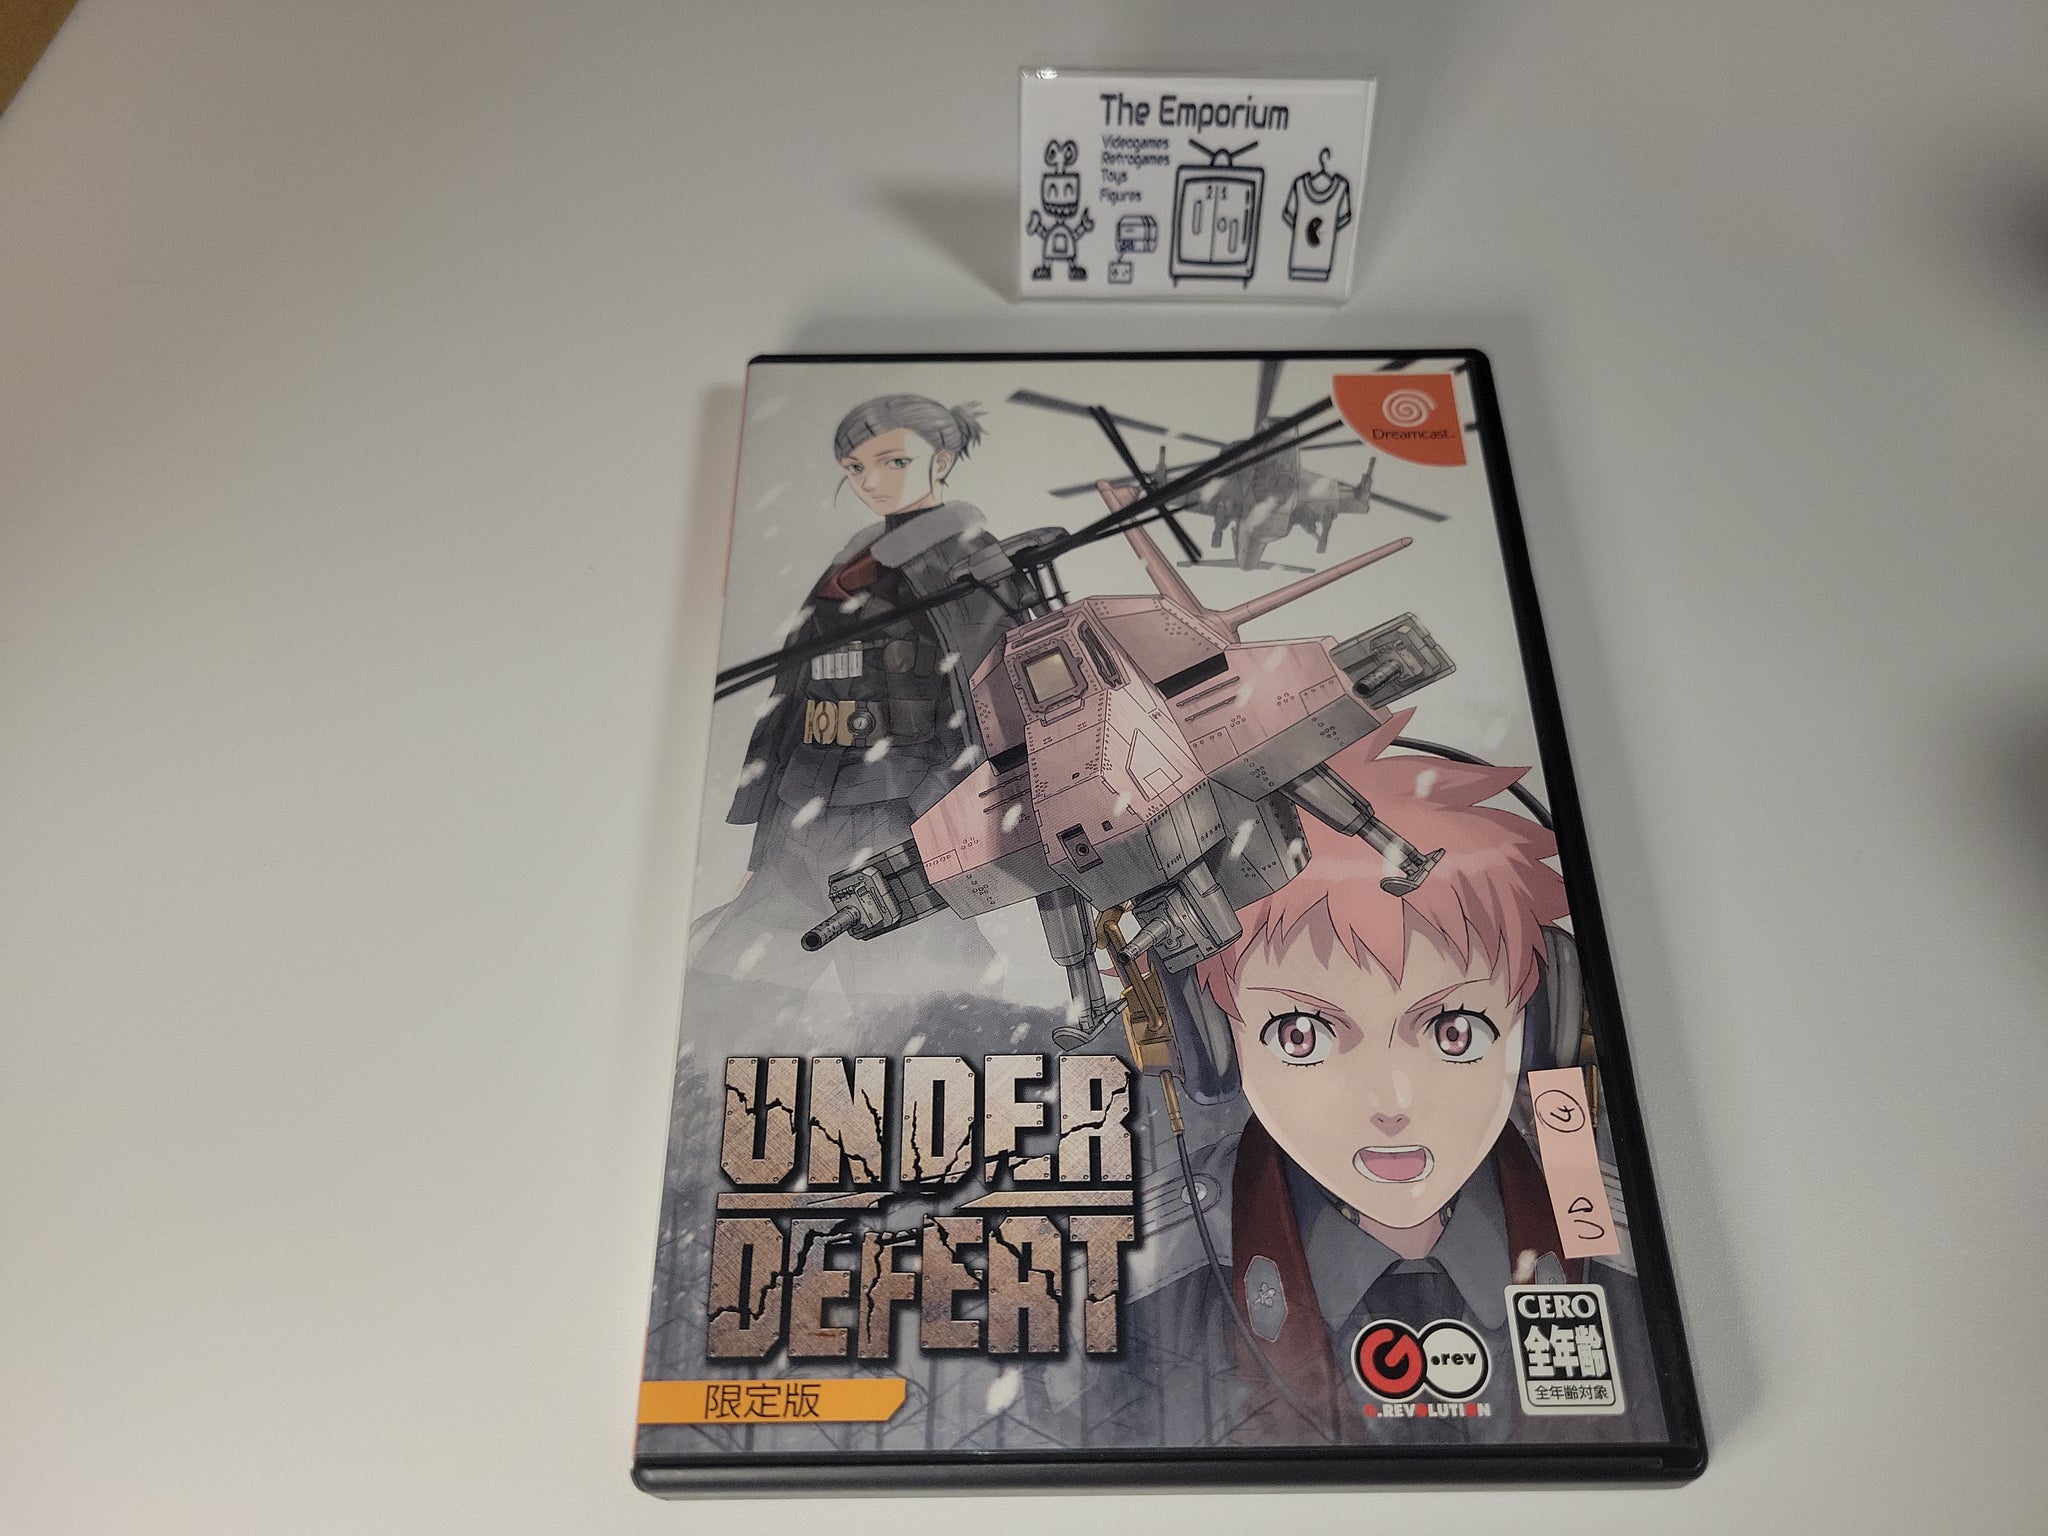 The Emporium
Videogames
Retrogames
Toys
Figures
Dreamcast
UNDER
DEFEAT
限定版
G.rev
G.REVOLUTION
CERO
全年齢
全年齢対象